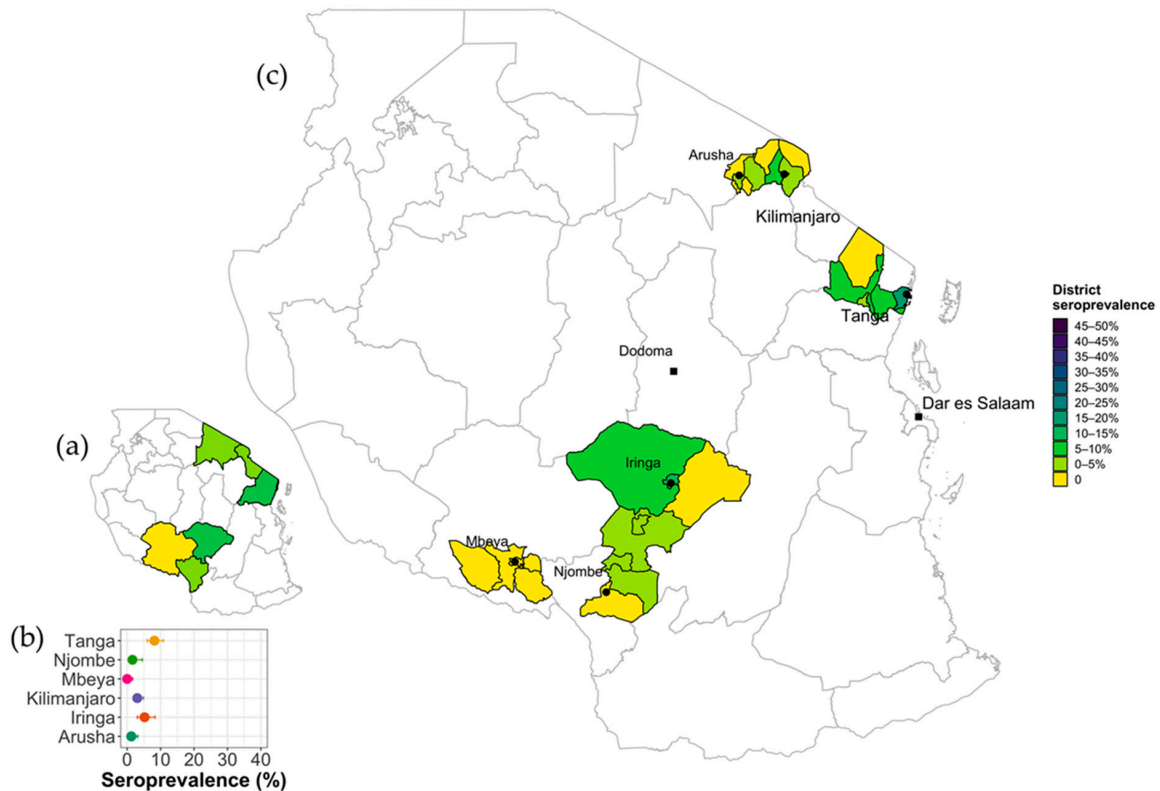 (c)
Arusha
Kilimanjaro
Tanga
Dodoma
Dar es Salaam
Iringa
Mbeya
Njombe
District
seroprevalence
45–50%
40–45%
35–40%
30–35%
25–30%
20–25%
15–20%
10–15%
5–10%
0–5%
0
(a)
(b)
Tanga
Njombe
Mbeya
Kilimanjaro
Iringa
Arusha
0 10 20 30 40
Seroprevalence (%)